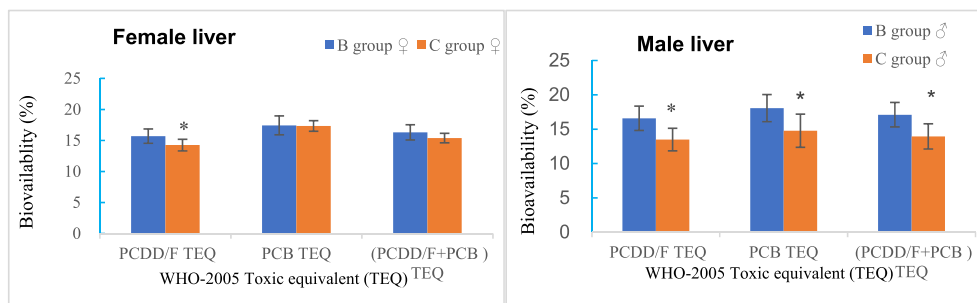 Female liver
B group ♀ C group ♀
25
20
15
10
5
0
Biovailablity (%)
*
PCDD/F TEQ PCB TEQ (PCDD/F+PCB )
TEQ
WHO-2005 Toxic equivalent (TEQ)
Male liver
B group ♂
C group ♂
25
20
15
10
5
0
Bioavailability (%)
* * *
PCDD/F TEQ PCB TEQ (PCDD/F+PCB)
TEQ
WHO-2005 Toxic equivalent (TEQ)